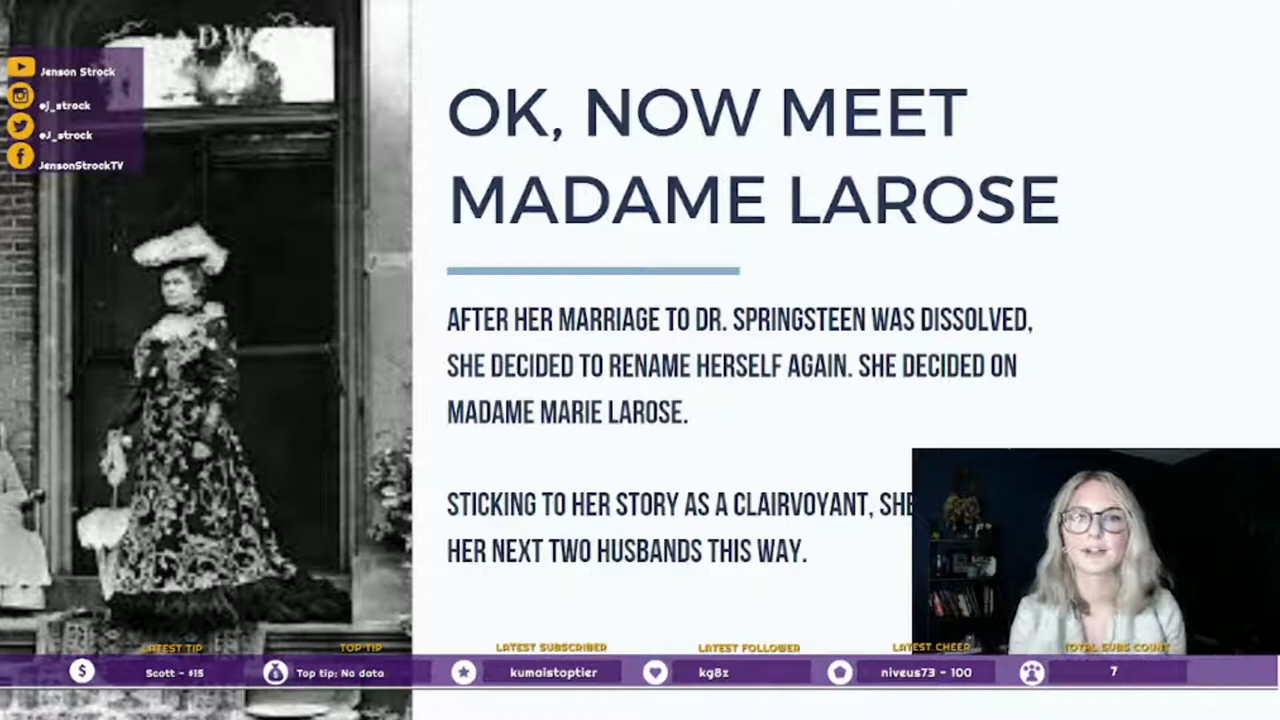 ADW
Jenson Strock
@j_strock
@J_strock
JensonStrockTV
OK, NOW MEET
MADAME LAROSE
AFTER HER MARRIAGE TO DR. SPRINGSTEEN WAS DISSOLVED,
SHE DECIDED TO RENAME HERSELF AGAIN. SHE DECIDED ON
MADAME MARIE LAROSE.
STICKING TO HER STORY AS A CLAIRVOYANT, SHE
HER NEXT TWO HUSBANDS THIS WAY.
LATEST TIP
Scott - $15
TOP TIP
Top tip: No data
LATEST SUBSCRIBER
kumaistoptier
LATEST FOLLOWER
kg8z
LATEST CHEER
niveus73 - 100
TOTAL SUBS COUNT
7